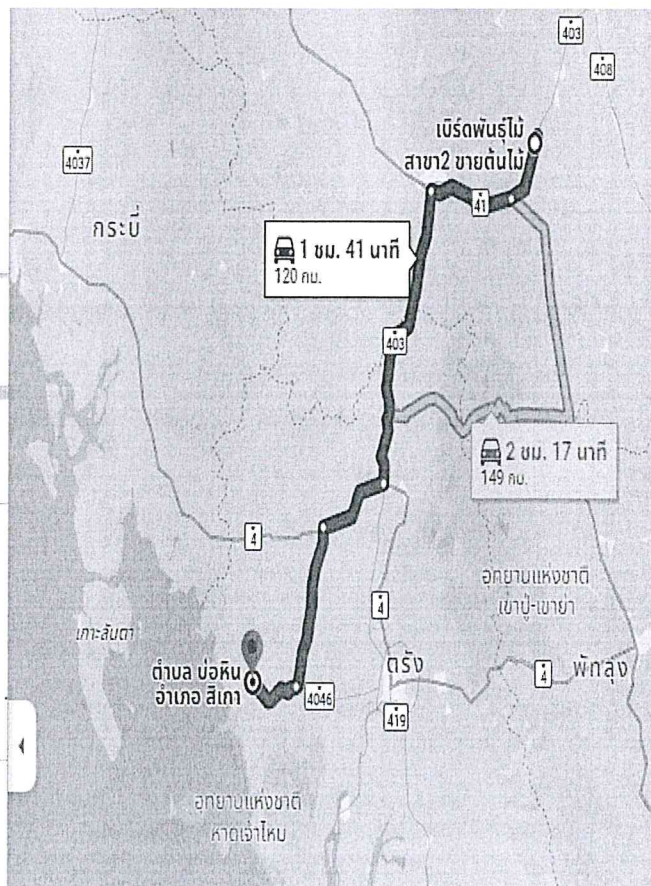 403
408
เบิร์ดพันธุ์ไม้
สาขา2 ขายต้นไม้
4037
41
กระบี่
1 ชม. 41 นาที
120 กม.
403
2 ชม. 17 นาที
149 กม.
4
อุทยานแห่งชาติ
เขาปู่-เขาย่า
4
เกาะลันตา
ตำบล บ่อหิน
อำเภอ สิเกา
4046
ตรัง
4
พัทลุง
419
อุทยานแห่งชาติ
หาดเจ้าไหม